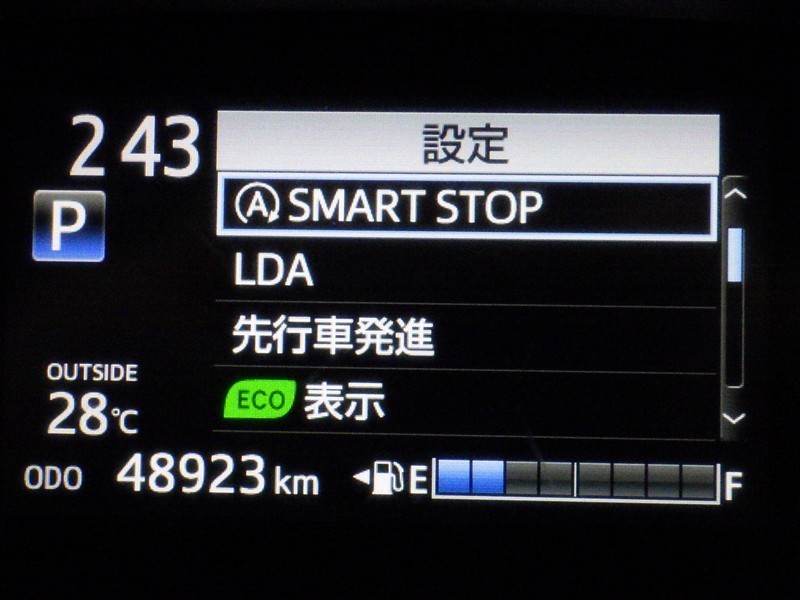 2 43
設定
P
A SMART STOP
LDA
先行車発進
ECO 表示
OUTSIDE
28℃
ODO 48923 km
E F